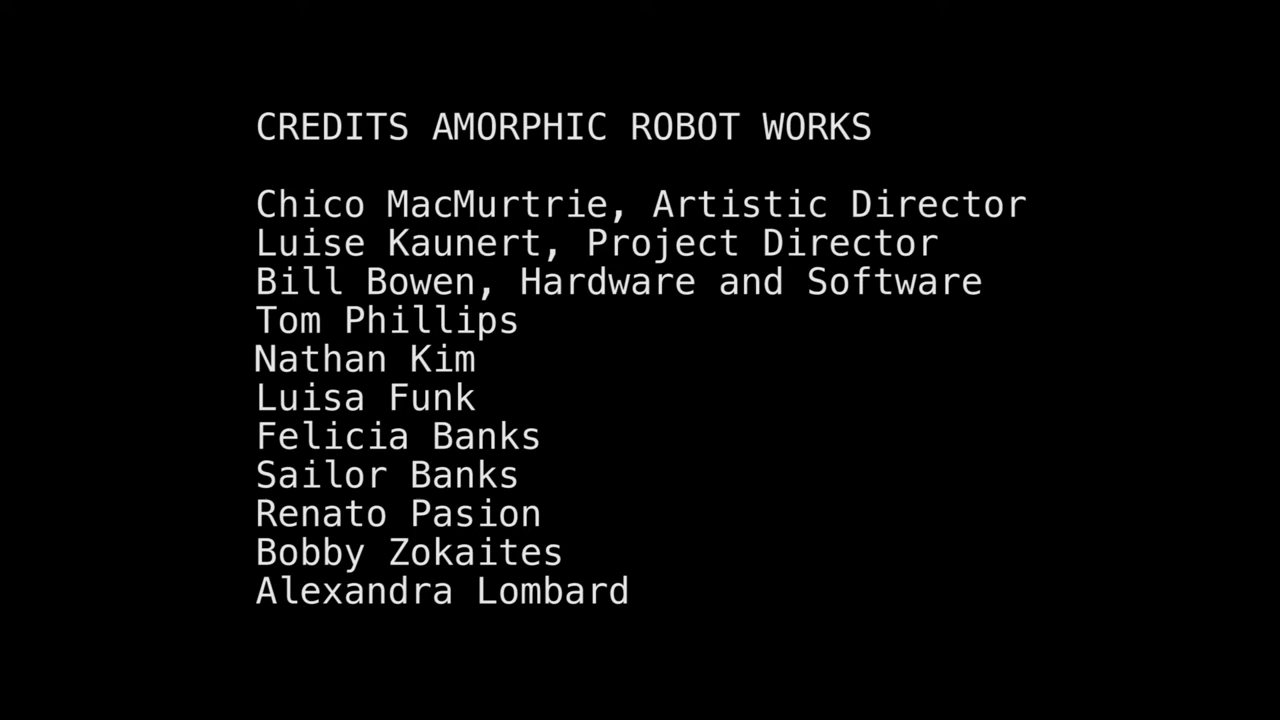 CREDITS AMORPHIC ROBOT WORKS
Chico MacMurtrie, Artistic Director
Luise Kaunert, Project Director
Bill Bowen, Hardware and Software
Tom Phillips
Nathan Kim
Luisa Funk
Felicia Banks
Sailor Banks
Renato Pasion
Bobby Zokaites
Alexandra Lombard